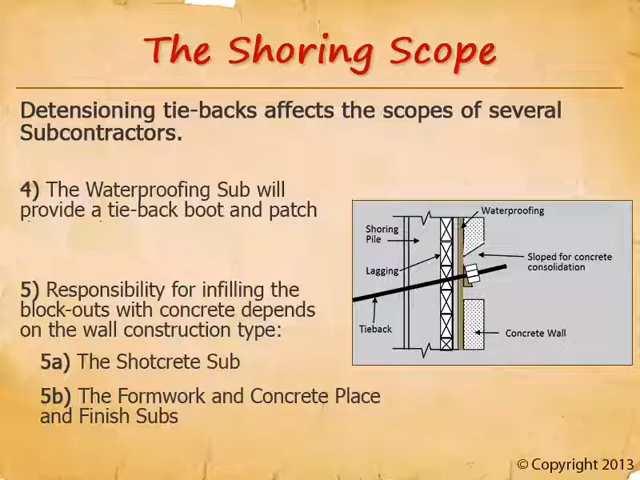 The Shoring Scope
Detensioning tie-backs affects the scopes of several
Subcontractors.
4) The Waterproofing Sub will
provide a tie-back boot and patch
5) Responsibility for infilling the
block-outs with concrete depends
on the wall construction type:
5a) The Shotcrete Sub
5b) The Formwork and Concrete Place
and Finish Subs
Waterproofing
Shoring
Pile
Sloped for concrete
consolidation
Lagging
Tieback
Concrete Wall
© Copyright 2013